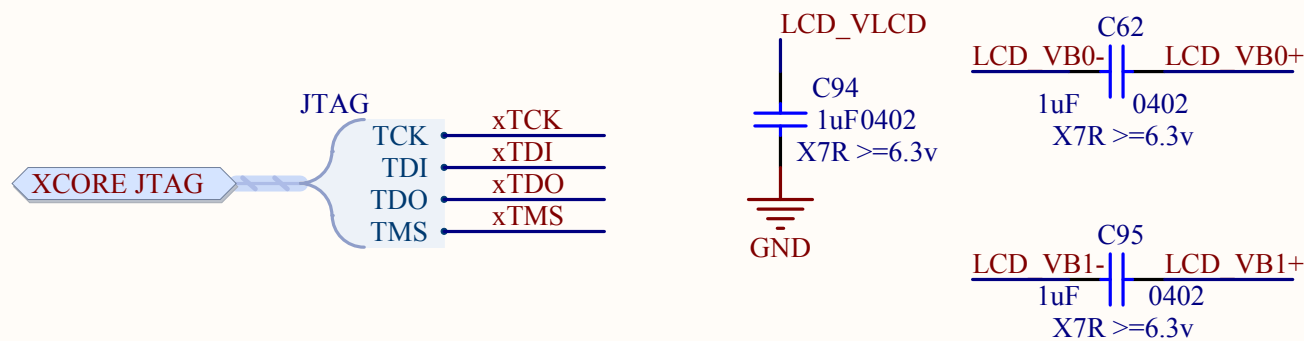 JTAG
XCORE JTAG
TCK xTCK
TDI xTDI
TDO xTDO
TMS xTMS
LCD_VLCD
C94
1uF0402
X7R >=6.3v
GND
C62
LCD_VB0- LCD_VB0+
1uF 0402
X7R >=6.3v
C95
LCD_VB1- LCD_VB1+
1uF 0402
X7R >=6.3v